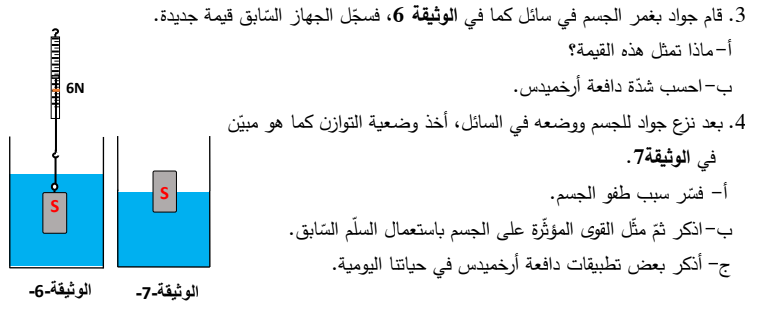 3. قام جواد بغمر الجسم في سائل كما في الوثيقة 6، فسجّل الجهاز السّابق قيمة جديدة.
أ- ماذا تمثل هذه القيمة؟
ب- احسب شدّة دافعة أرخميدس.
4. بعد نزع جواد للجسم ووضعه في السائل، أخذ وضعية التوازن كما هو مبيّن
في الوثيقة7.
أ- فسّر سبب طفو الجسم.
ب- اذكر ثمّ مثّل القوى المؤثّرة على الجسم باستعمال السلّم السّابق.
ج- أذكر بعض تطبيقات دافعة أرخميدس في حياتنا اليومية.
6N
S
S
الوثيقة-6-
الوثيقة-7-